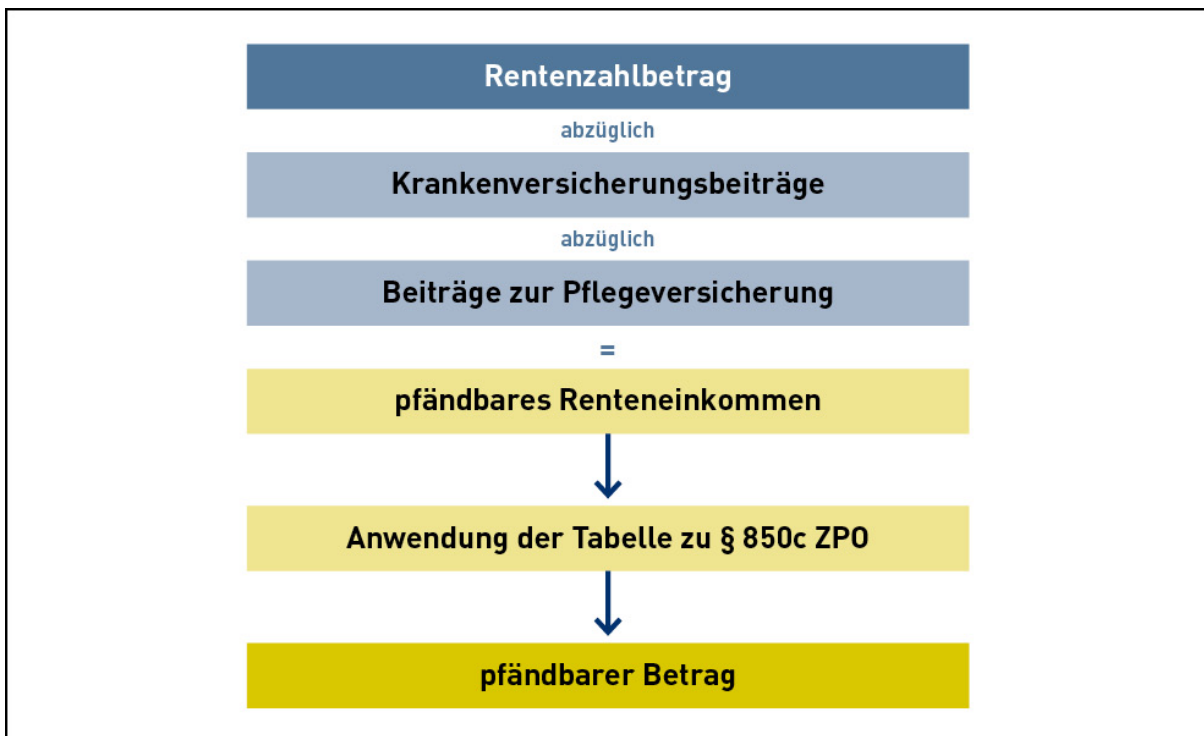 Rentenzahlbetrag
abzüglich
Krankenversicherungsbeiträge
abzüglich
Beiträge zur Pflegeversicherung
=
pfändbares Renteneinkommen
Anwendung der Tabelle zu § 850c ZPO
pfändbarer Betrag